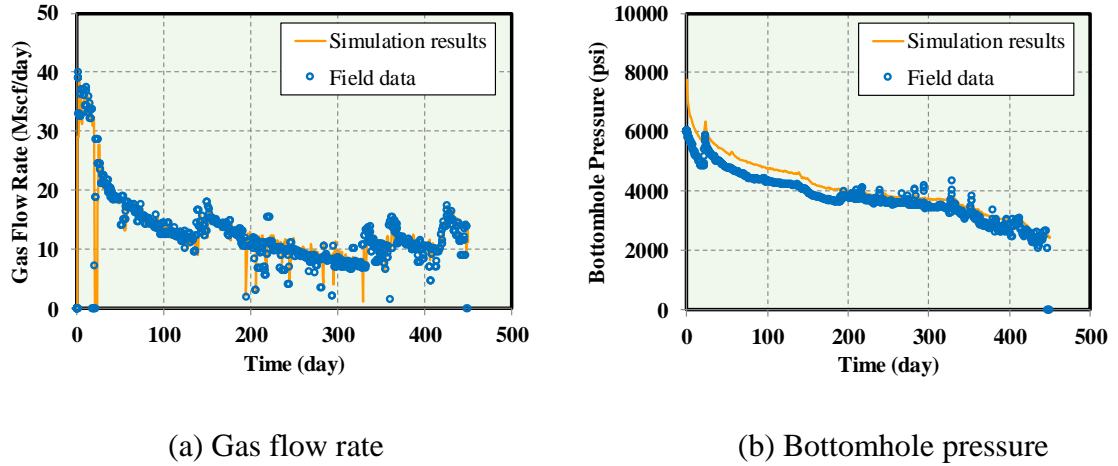 Gas Flow Rate (Mscf/day)
50
40
30
20
10
0
Simulation results
Field data
0 100 200 300 400 500
Time (day)
(a) Gas flow rate
Bottomhole Pressure (psi)
10000
8000
6000
4000
2000
0
Simulation results
Field data
0 100 200 300 400 500
Time (day)
(b) Bottomhole pressure